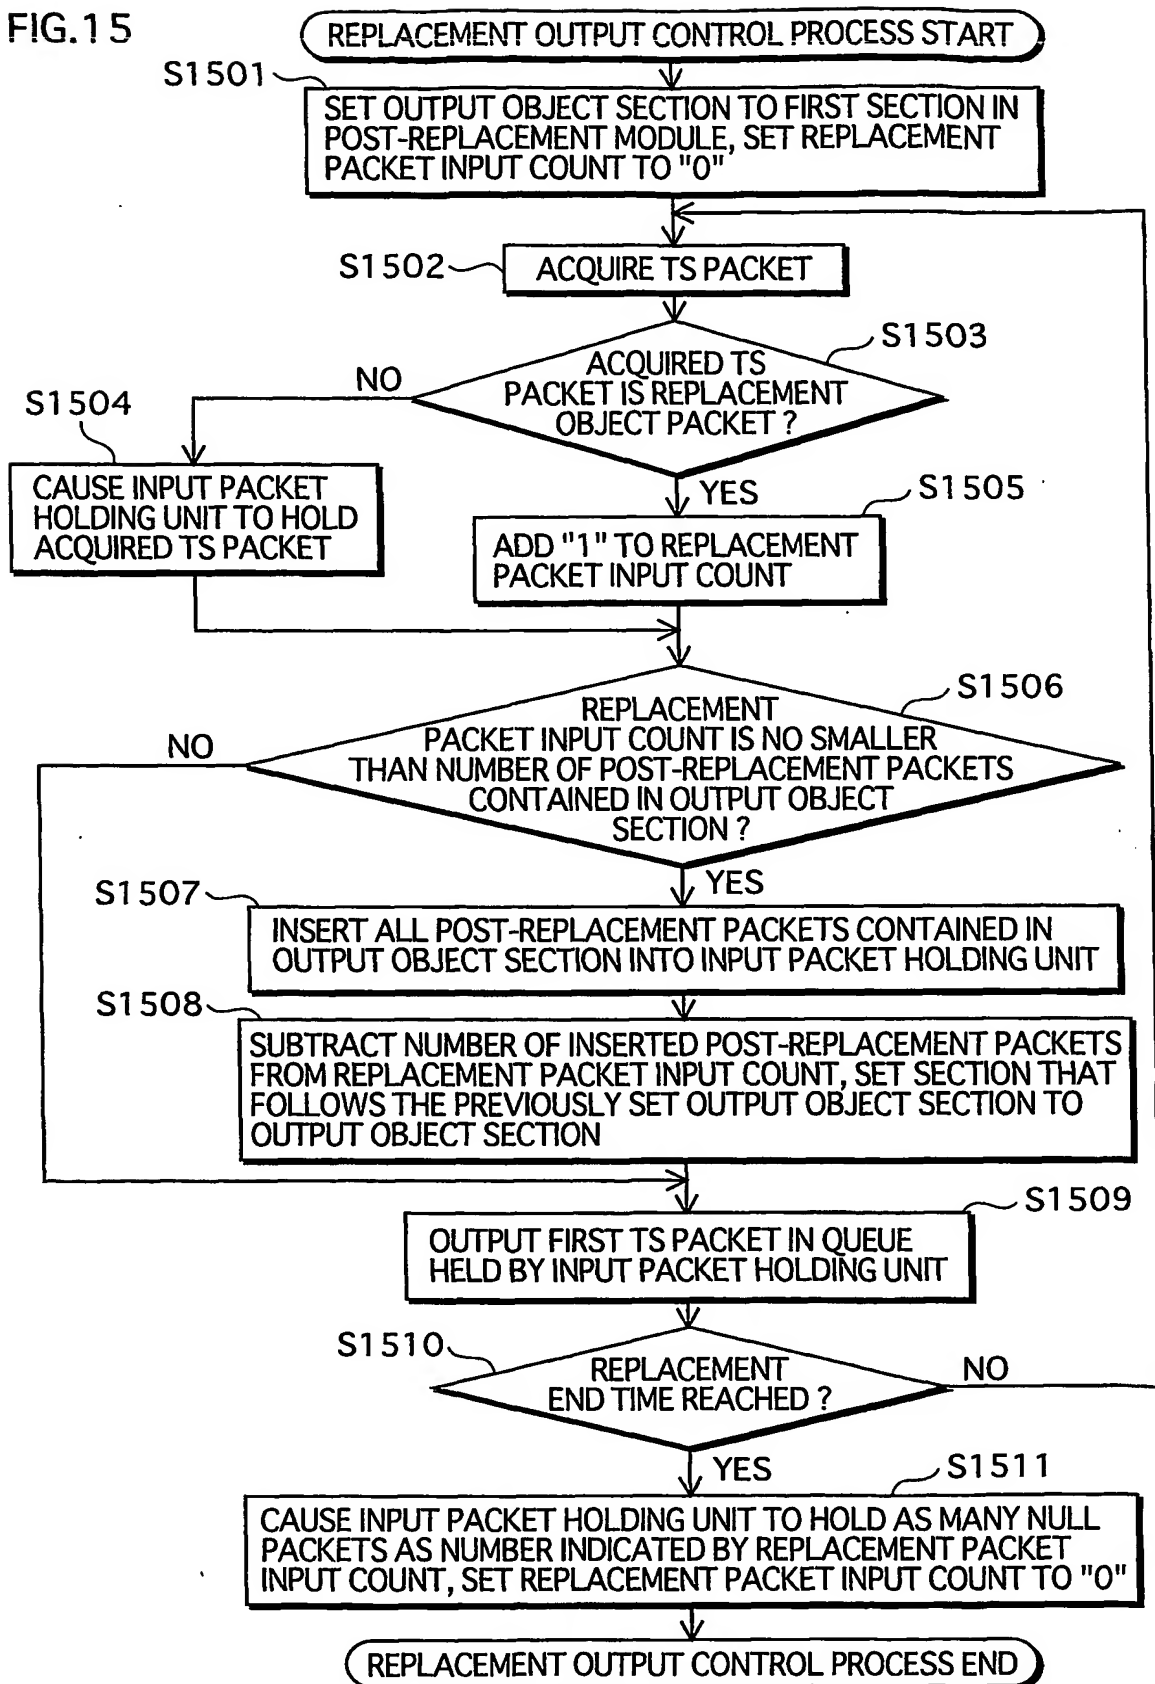 FIG.15
REPLACEMENT OUTPUT CONTROL PROCESS START
S1501
SET OUTPUT OBJECT SECTION TO FIRST SECTION IN
POST-REPLACEMENT MODULE, SET REPLACEMENT
PACKET INPUT COUNT TO "0"
S1502
ACQUIRE TS PACKET
S1503
ACQUIRED TS
PACKET IS REPLACEMENT
OBJECT PACKET ?
NO
S1504
CAUSE INPUT PACKET
HOLDING UNIT TO HOLD
ACQUIRED TS PACKET
YES
S1505
ADD "1" TO REPLACEMENT
PACKET INPUT COUNT
S1506
REPLACEMENT
PACKET INPUT COUNT IS NO SMALLER
THAN NUMBER OF POST-REPLACEMENT PACKETS
CONTAINED IN OUTPUT OBJECT
SECTION ?
NO
YES
S1507
INSERT ALL POST-REPLACEMENT PACKETS CONTAINED IN
OUTPUT OBJECT SECTION INTO INPUT PACKET HOLDING UNIT
S1508
SUBTRACT NUMBER OF INSERTED POST-REPLACEMENT PACKETS
FROM REPLACEMENT PACKET INPUT COUNT, SET SECTION THAT
FOLLOWS THE PREVIOUSLY SET OUTPUT OBJECT SECTION TO
OUTPUT OBJECT SECTION
S1509
OUTPUT FIRST TS PACKET IN QUEUE
HELD BY INPUT PACKET HOLDING UNIT
S1510
REPLACEMENT
END TIME REACHED ?
NO
YES
S1511
CAUSE INPUT PACKET HOLDING UNIT TO HOLD AS MANY NULL
PACKETS AS NUMBER INDICATED BY REPLACEMENT PACKET
INPUT COUNT, SET REPLACEMENT PACKET INPUT COUNT TO "0"
REPLACEMENT OUTPUT CONTROL PROCESS END